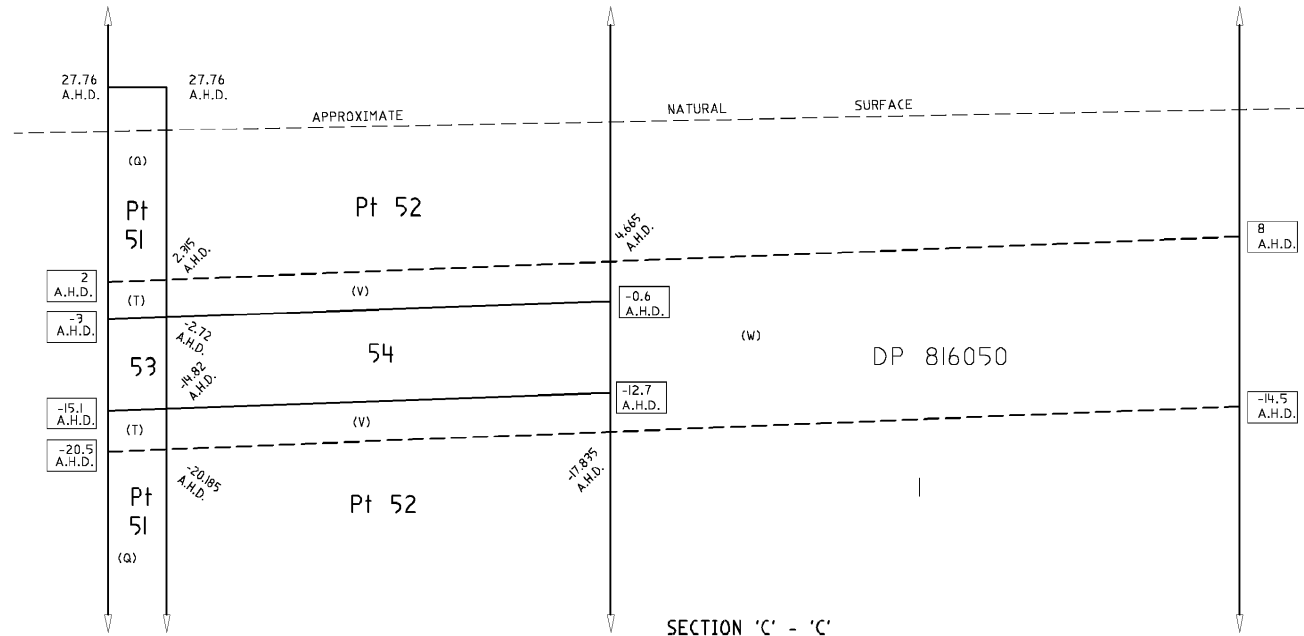 27.76
A.H.D.
27.76
A.H.D.
APPROXIMATE
NATURAL
SURFACE
(Q)
Pt
51
Pt 52
2.315
A.H.D.
4.665
A.H.D.
8
A.H.D.
2
A.H.D.
(T)
(V)
-3
A.H.D.
-0.6
A.H.D.
-2.72
A.H.D.
(W)
53
54
DP 816050
-14.82
A.H.D.
-15.1
A.H.D.
-12.7
A.H.D.
-14.5
A.H.D.
(T)
(V)
-20.5
A.H.D.
-20.185
A.H.D.
-17.835
A.H.D.
Pt
51
Pt 52
1
(Q)
SECTION 'C' - 'C'